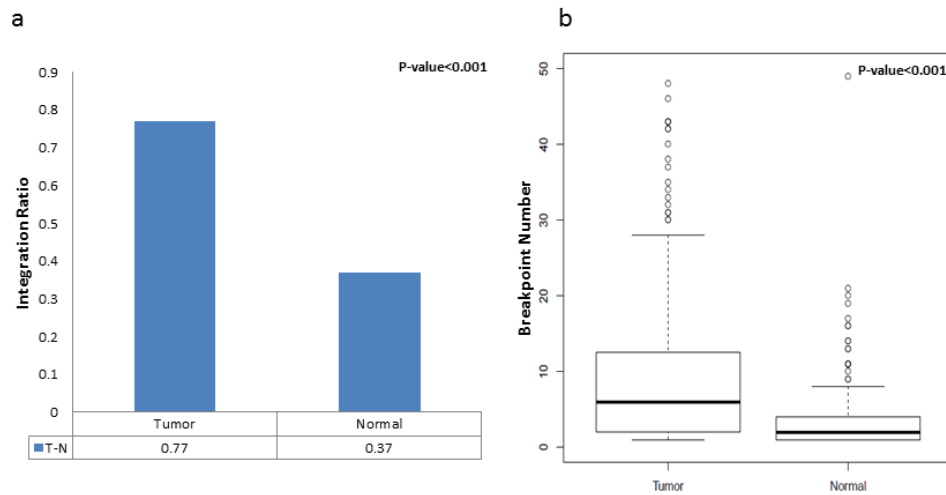 a
P-value<0.001
Integration Ratio
0.9
0.8
0.7
0.6
0.5
0.4
0.3
0.2
0.1
0
Tumor Normal
T-N 0.77 0.37
b
P-value<0.001
Breakpoint Number
50
40
30
20
10
0
Tumor Normal